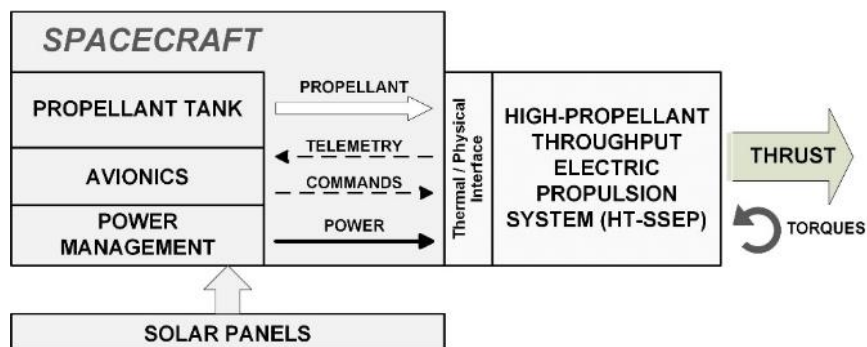 SPACECRAFT
PROPELLANT TANK
AVIONICS
POWER
MANAGEMENT
PROPELLANT
TELEMETRY
COMMANDS
POWER
Thermal / Physical
Interface
HIGH-PROPELLANT
THROUGHPUT
ELECTRIC
PROPULSION
SYSTEM (HT-SSEP)
THRUST
TORQUES
SOLAR PANELS